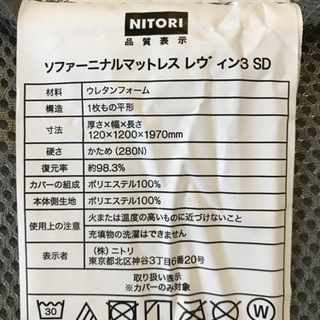 NITORI
品質表示
ソファーニナルマットレス レヴィン3 SD
材料 ウレタンフォーム
構造 1枚もの平形
寸法 厚さ×幅×長さ
120×1200×1970mm
硬さ かため (280N)
復元率 約98.3%
カバーの組成 ポリエステル100%
本体側生地 ポリエステル100%
使用上の注意 火または温度の高いものに近づけないこと
充填物の洗濯はできません
表示者 (株) ニトリ
東京都北区神谷3丁目6番20号
取り扱い表示
※カバーのみ対象
30
W